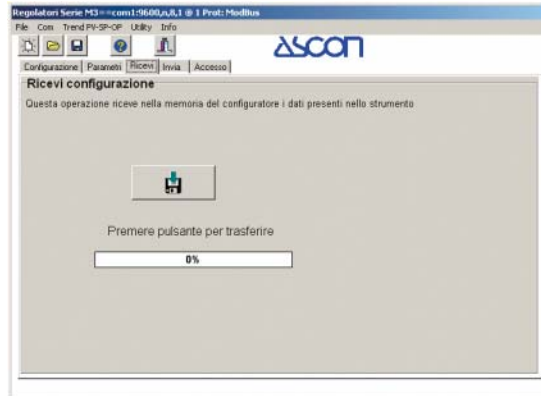 Regolatori Serie M3==com1:9600,n,8,1 @ 1 Prot: ModBus
File Com Trend PV-SP-OP Utility Info
ascon
Configurazione Parametri Ricevi Invia Accesso
Ricevi configurazione
Questa operazione riceve nella memoria del configuratore i dati presenti nello strumento
Premere pulsante per trasferire
0%